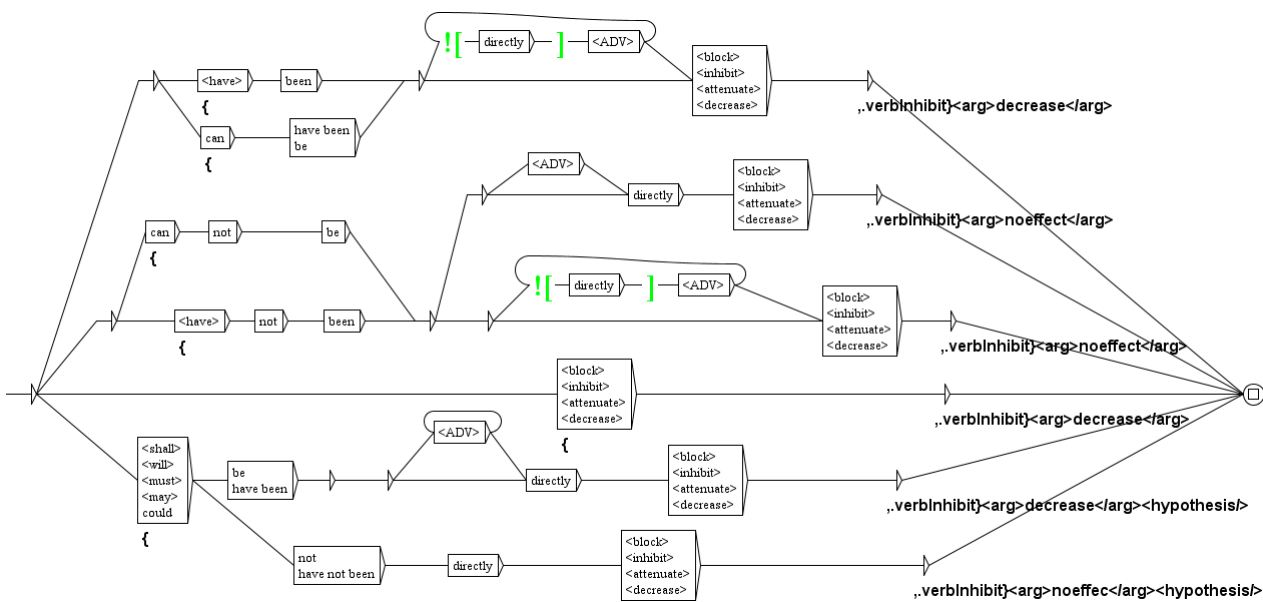 ![ directly ] <ADV>
<block>
<inhibit>
<attenuate>
<decrease>
<have> been
{
,.verbInhibit}<arg>decrease</arg>
can have been
be
{
<ADV>
<block>
<inhibit>
<attenuate>
<decrease>
directly
,.verbInhibit}<arg>noeffect</arg>
can not be
{
![ directly ] <ADV>
<block>
<inhibit>
<attenuate>
<decrease>
<have> not been
{
,.verbInhibit}<arg>noeffect</arg>
<block>
<inhibit>
<attenuate>
<decrease>
{
,.verbInhibit}<arg>decrease</arg>
<shall>
<will>
<must>
<may>
could
{
be
have been
<ADV>
directly
<block>
<inhibit>
<attenuate>
<decrease>
,.verbInhibit}<arg>decrease</arg><hypothesis/>
not
have not been
directly
<block>
<inhibit>
<attenuate>
<decrease>
,.verbInhibit}<arg>noeffec</arg><hypothesis/>